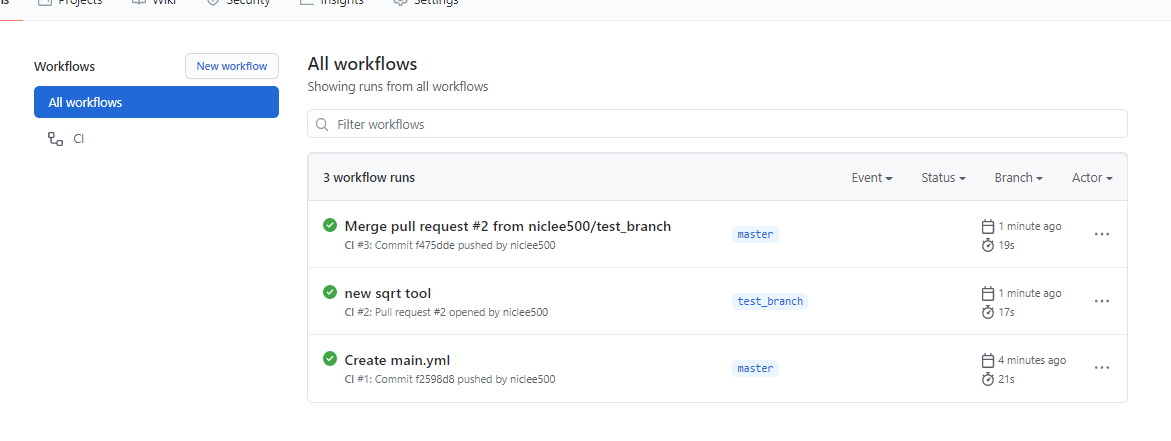 Projects Wiki Security Insights Settings
Workflows
New workflow
All workflows
CI
All workflows
Showing runs from all workflows
Filter workflows
3 workflow runs Event Status Branch Actor
Merge pull request #2 from niclee500/test_branch
CI #3: Commit f475dde pushed by niclee500
master
1 minute ago
19s
new sqrt tool
CI #2: Pull request #2 opened by niclee500
test_branch
1 minute ago
17s
Create main.yml
CI #1: Commit f2598d8 pushed by niclee500
master
4 minutes ago
21s